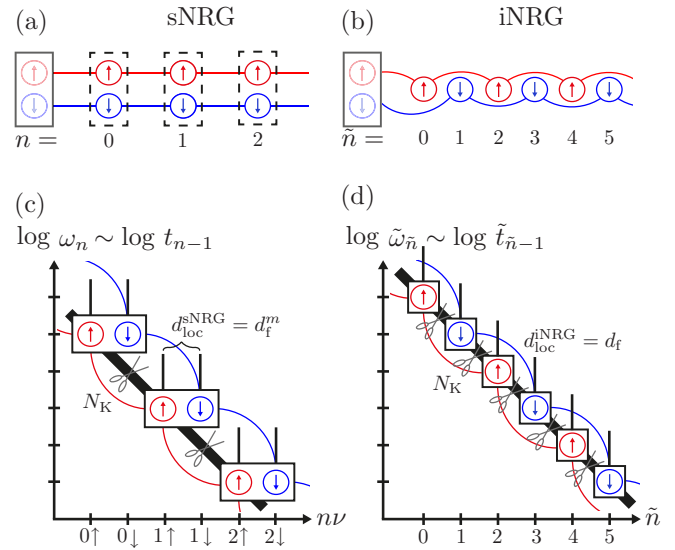 (a) sNRG
n = 0 1 2
(b) iNRG
ñ = 0 1 2 3 4 5
(c)
log ω_n ∼ log t_{n−1}
d_loc^sNRG = d_f^m
N_K
nν
0↑ 0↓ 1↑ 1↓ 2↑ 2↓
(d)
log ω̃_ñ ∼ log t̃_{ñ−1}
d_loc^iNRG = d_f
N_K
ñ
0 1 2 3 4 5